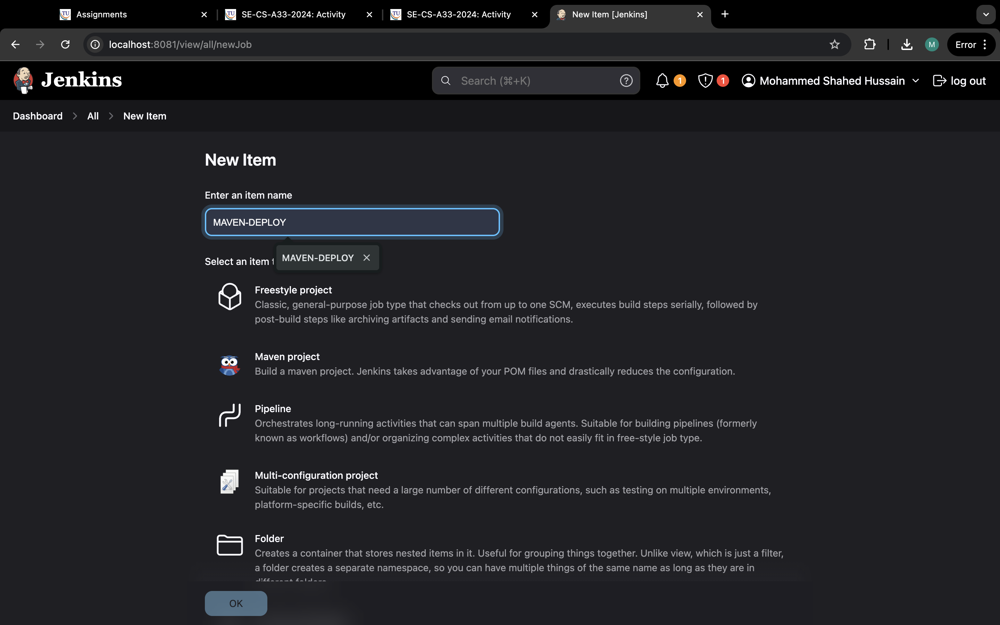 Assignments
SE-CS-A33-2024: Activity
SE-CS-A33-2024: Activity
New Item [Jenkins]
localhost:8081/view/all/newJob
M
Error
Jenkins
Search (⌘+K)
1
1
Mohammed Shahed Hussain
log out
Dashboard
All
New Item
New Item
Enter an item name
MAVEN-DEPLOY
MAVEN-DEPLOY
Select an item
Freestyle project
Classic, general-purpose job type that checks out from up to one SCM, executes build steps serially, followed by
post-build steps like archiving artifacts and sending email notifications.
Maven project
Build a maven project. Jenkins takes advantage of your POM files and drastically reduces the configuration.
Pipeline
Orchestrates long-running activities that can span multiple build agents. Suitable for building pipelines (formerly
known as workflows) and/or organizing complex activities that do not easily fit in free-style job type.
Multi-configuration project
Suitable for projects that need a large number of different configurations, such as testing on multiple environments,
platform-specific builds, etc.
Folder
Creates a container that stores nested items in it. Useful for grouping things together. Unlike view, which is just a filter,
a folder creates a separate namespace, so you can have multiple things of the same name as long as they are in
different folders.
OK